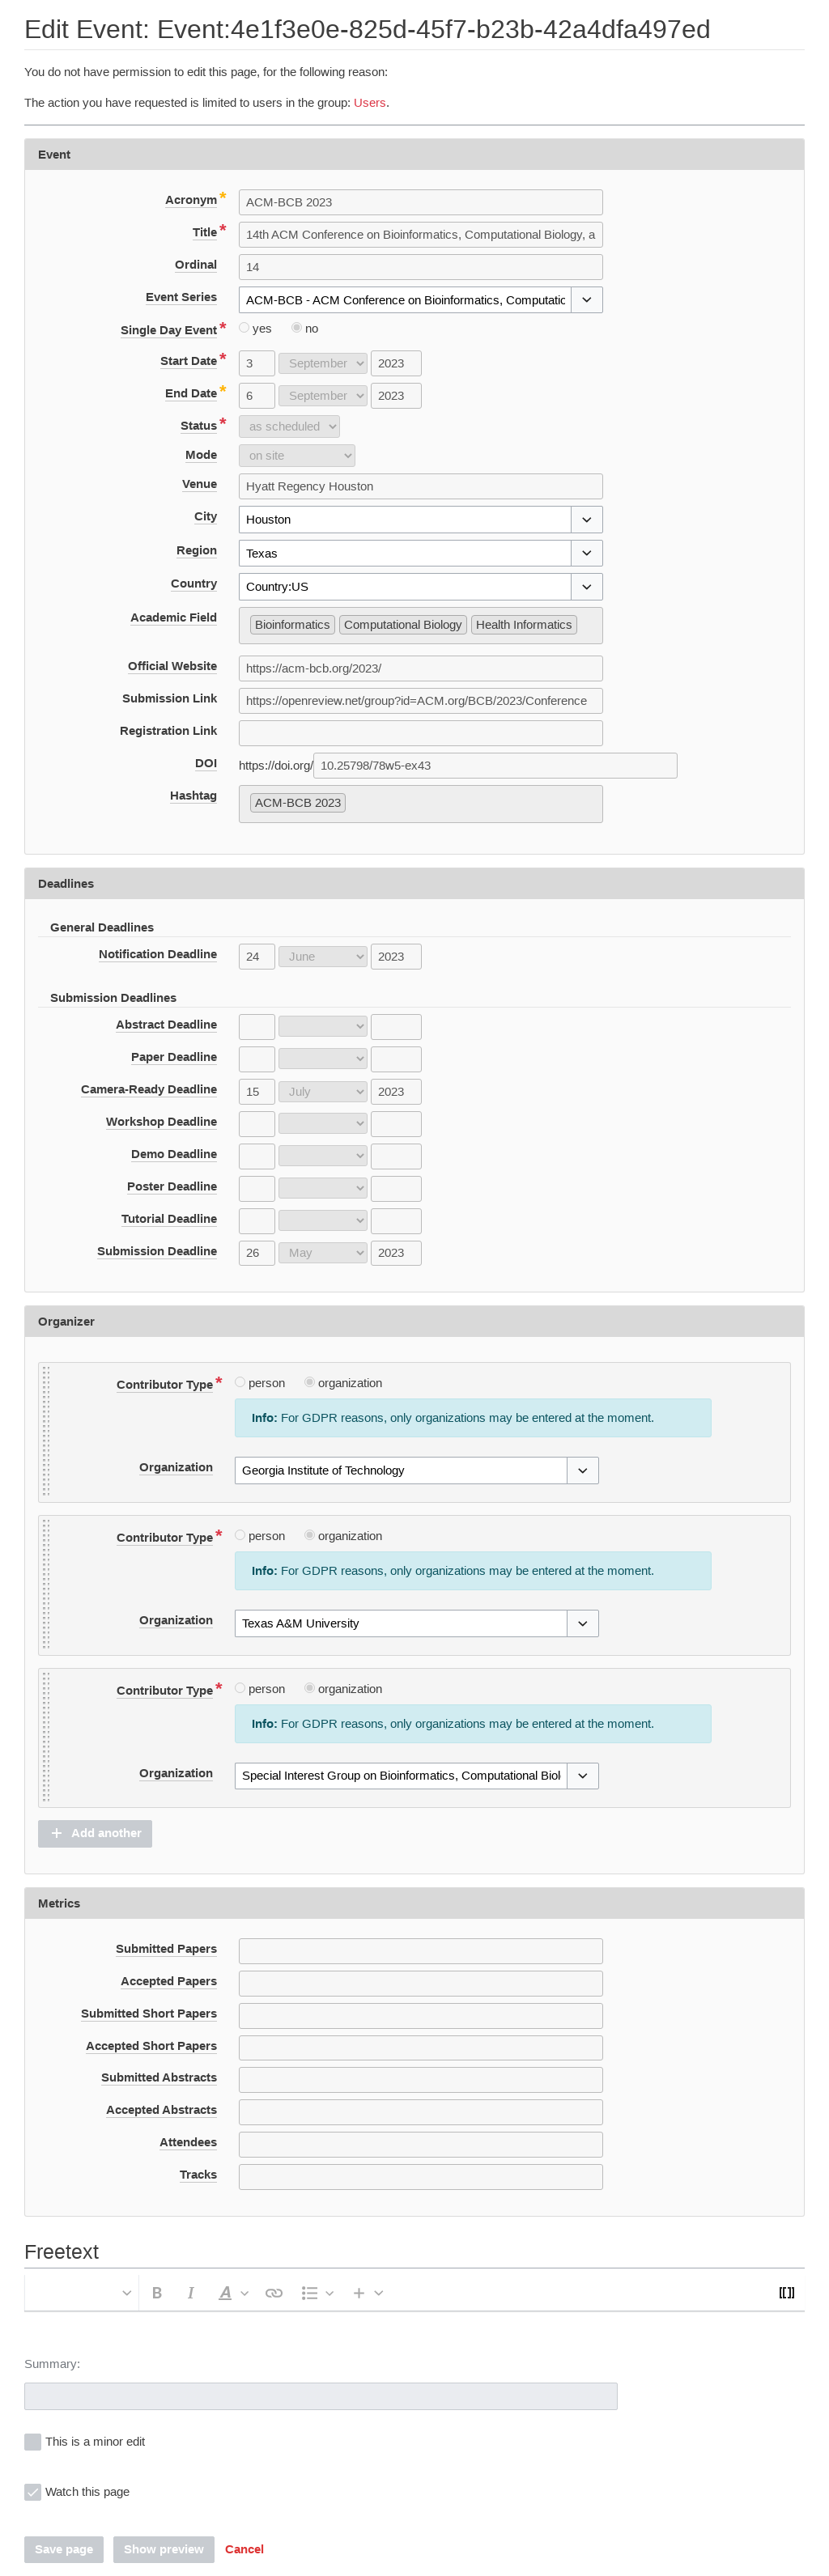 Edit Event: Event:4e1f3e0e-825d-45f7-b23b-42a4dfa497ed
You do not have permission to edit this page, for the following reason:
The action you have requested is limited to users in the group: Users.
Event
Acronym* ACM-BCB 2023
Title* 14th ACM Conference on Bioinformatics, Computational Biology, a
Ordinal 14
Event Series ACM-BCB - ACM Conference on Bioinformatics, Computatic
Single Day Event* yes no
Start Date* 3 September 2023
End Date* 6 September 2023
Status* as scheduled
Mode on site
Venue Hyatt Regency Houston
City Houston
Region Texas
Country Country:US
Academic Field Bioinformatics Computational Biology Health Informatics
Official Website https://acm-bcb.org/2023/
Submission Link https://openreview.net/group?id=ACM.org/BCB/2023/Conference
Registration Link
DOI https://doi.org/ 10.25798/78w5-ex43
Hashtag ACM-BCB 2023
Deadlines
General Deadlines
Notification Deadline 24 June 2023
Submission Deadlines
Abstract Deadline
Paper Deadline
Camera-Ready Deadline 15 July 2023
Workshop Deadline
Demo Deadline
Poster Deadline
Tutorial Deadline
Submission Deadline 26 May 2023
Organizer
Contributor Type* person organization
Info: For GDPR reasons, only organizations may be entered at the moment.
Organization Georgia Institute of Technology
Contributor Type* person organization
Info: For GDPR reasons, only organizations may be entered at the moment.
Organization Texas A&M University
Contributor Type* person organization
Info: For GDPR reasons, only organizations may be entered at the moment.
Organization Special Interest Group on Bioinformatics, Computational Biol
+ Add another
Metrics
Submitted Papers
Accepted Papers
Submitted Short Papers
Accepted Short Papers
Submitted Abstracts
Accepted Abstracts
Attendees
Tracks
Freetext
B I A + [[]]
Summary:
This is a minor edit
Watch this page
Save page Show preview Cancel